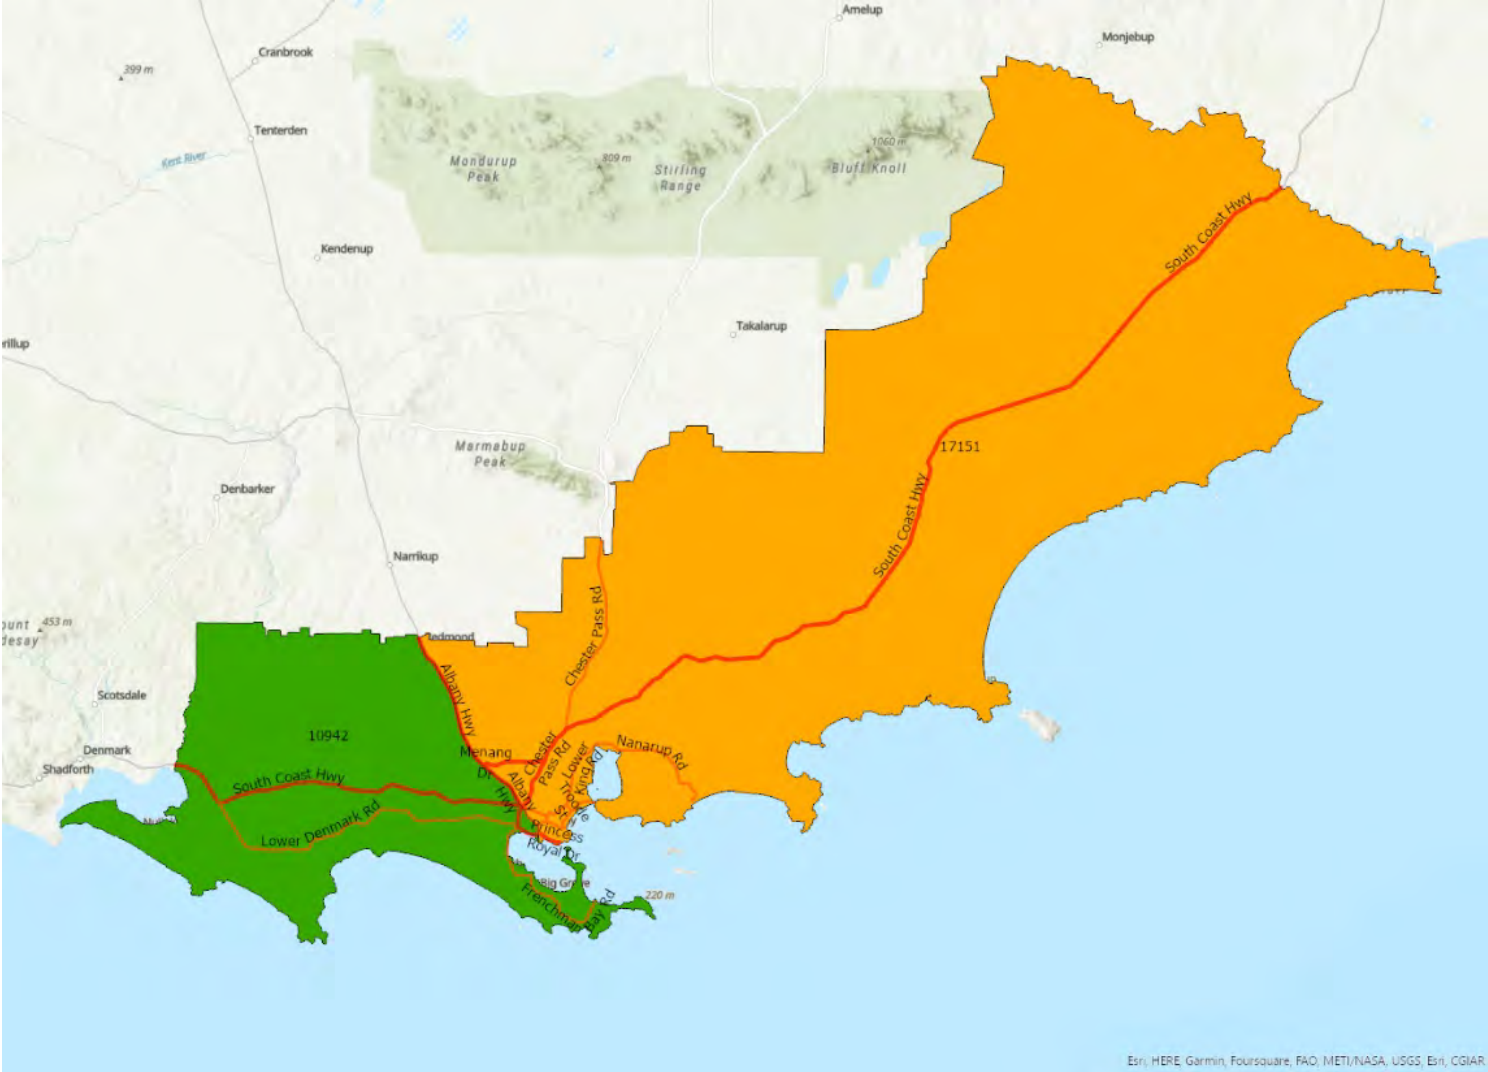 Amelup
Monjebup
Cranbrook
399 m
Tenterden
Kent River
Mondurup
Peak
809 m
Stirling
Range
1060 m
Bluff Knoll
South Coast Hwy
Kendenup
Takalarup
rillup
17151
Marmabup
Peak
Denbarker
South Coast Hwy
Narrikup
Chester Pass Rd
453 m
Redmond
Albany Hwy
Scotsdale
10942
Denmark
Shadforth
Menang
Dr
Chester
Pass Rd
Lower
King Rd
Nanarup Rd
South Coast Hwy
Albany
Hwy
Lower Denmark Rd
Princess
Royal Dr
Big Grove
220 m
Frenchman Bay Rd
Esri, HERE, Garmin, Foursquare, FAO, METI/NASA, USGS, Esri, CGIAR